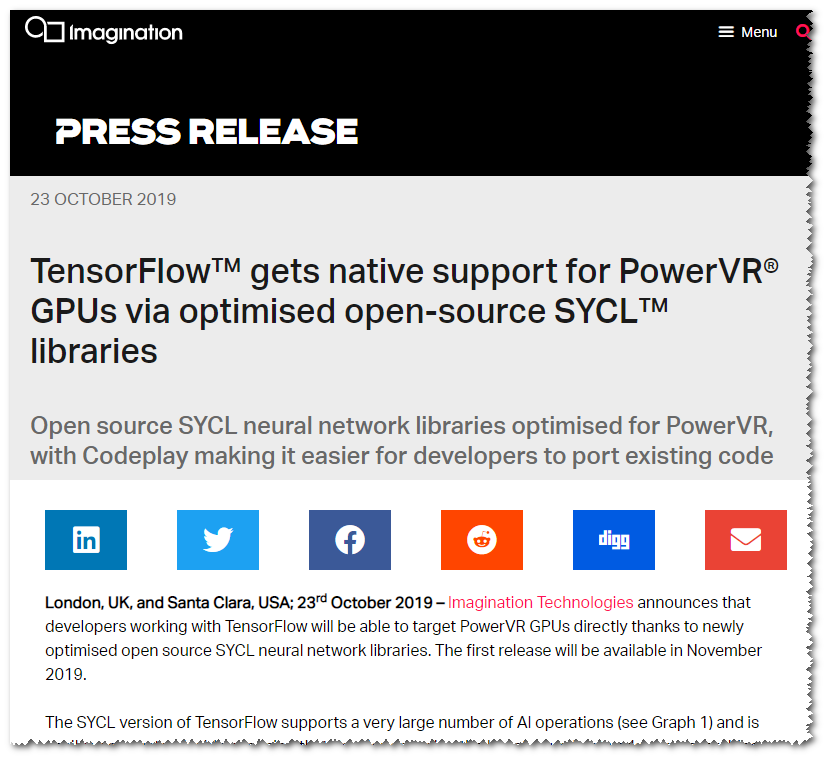 Imagination
Menu
PRESS RELEASE
23 OCTOBER 2019
TensorFlow™ gets native support for PowerVR®
GPUs via optimised open-source SYCL™
libraries
Open source SYCL neural network libraries optimised for PowerVR,
with Codeplay making it easier for developers to port existing code
in
digg
London, UK, and Santa Clara, USA; 23rd October 2019 – Imagination Technologies announces that
developers working with TensorFlow will be able to target PowerVR GPUs directly thanks to newly
optimised open source SYCL neural network libraries. The first release will be available in November
2019.
The SYCL version of TensorFlow supports a very large number of AI operations (see Graph 1) and is